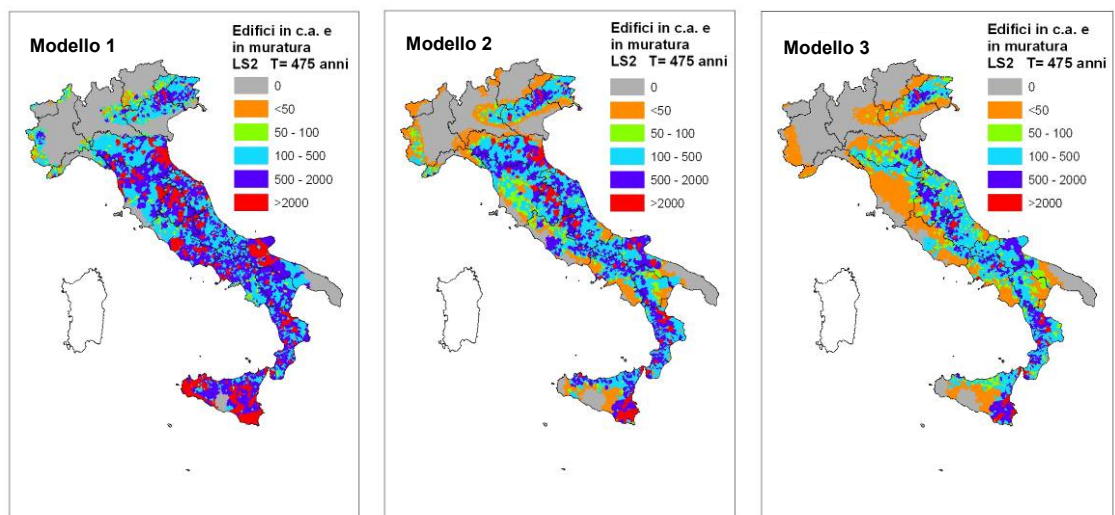 Modello 1
Edifici in c.a. e
in muratura
LS2 T= 475 anni
0
<50
50 - 100
100 - 500
500 - 2000
>2000
Modello 2
Edifici in c.a. e
in muratura
LS2 T= 475 anni
0
<50
50 - 100
100 - 500
500 - 2000
>2000
Modello 3
Edifici in c.a. e
in muratura
LS2 T= 475 anni
0
<50
50 - 100
100 - 500
500 - 2000
>2000